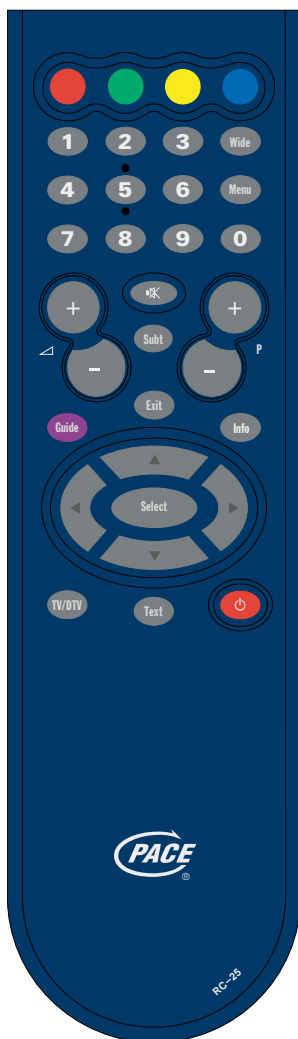 1 2 3 Wide
4 5 6 Menu
7 8 9 0
+ +
Subt
P
− −
Exit
Guide Info
Select
TV/DTV Text
PACE
®
RC-25